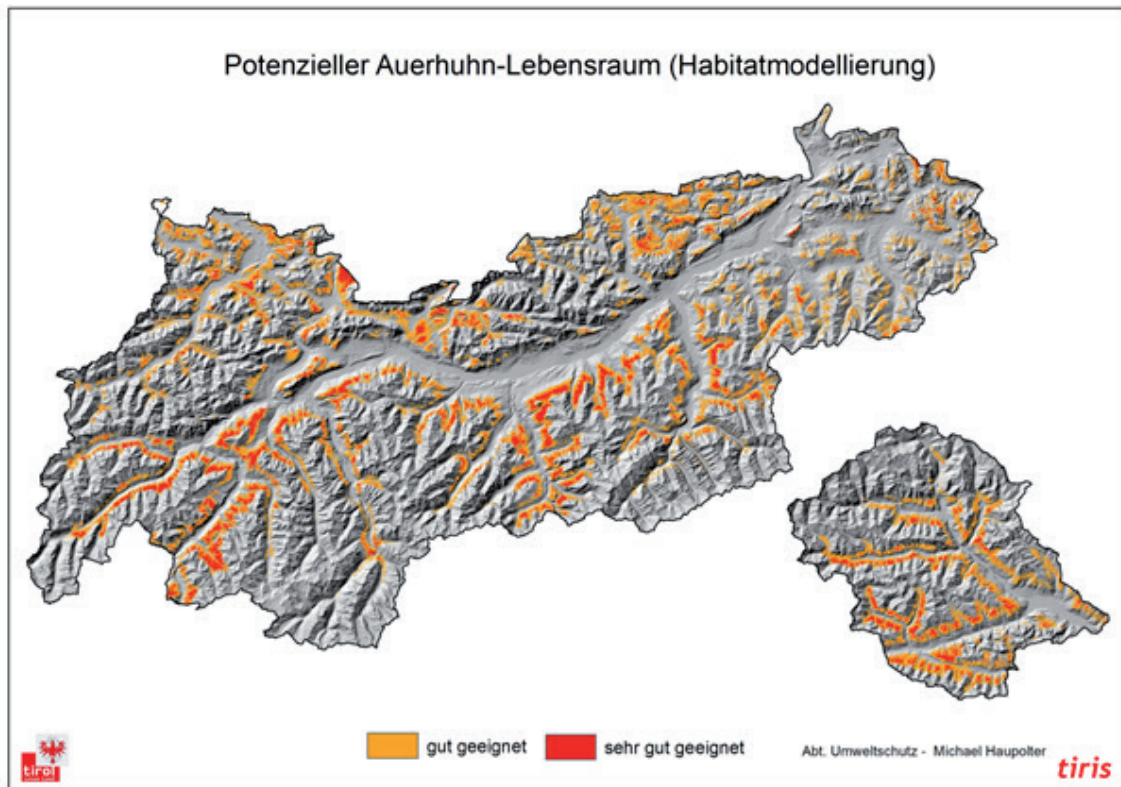 Potenzieller Auerhuhn-Lebensraum (Habitatmodellierung)
gut geeignet
sehr gut geeignet
Abt. Umweltschutz - Michael Haupolter
tirol
tiris